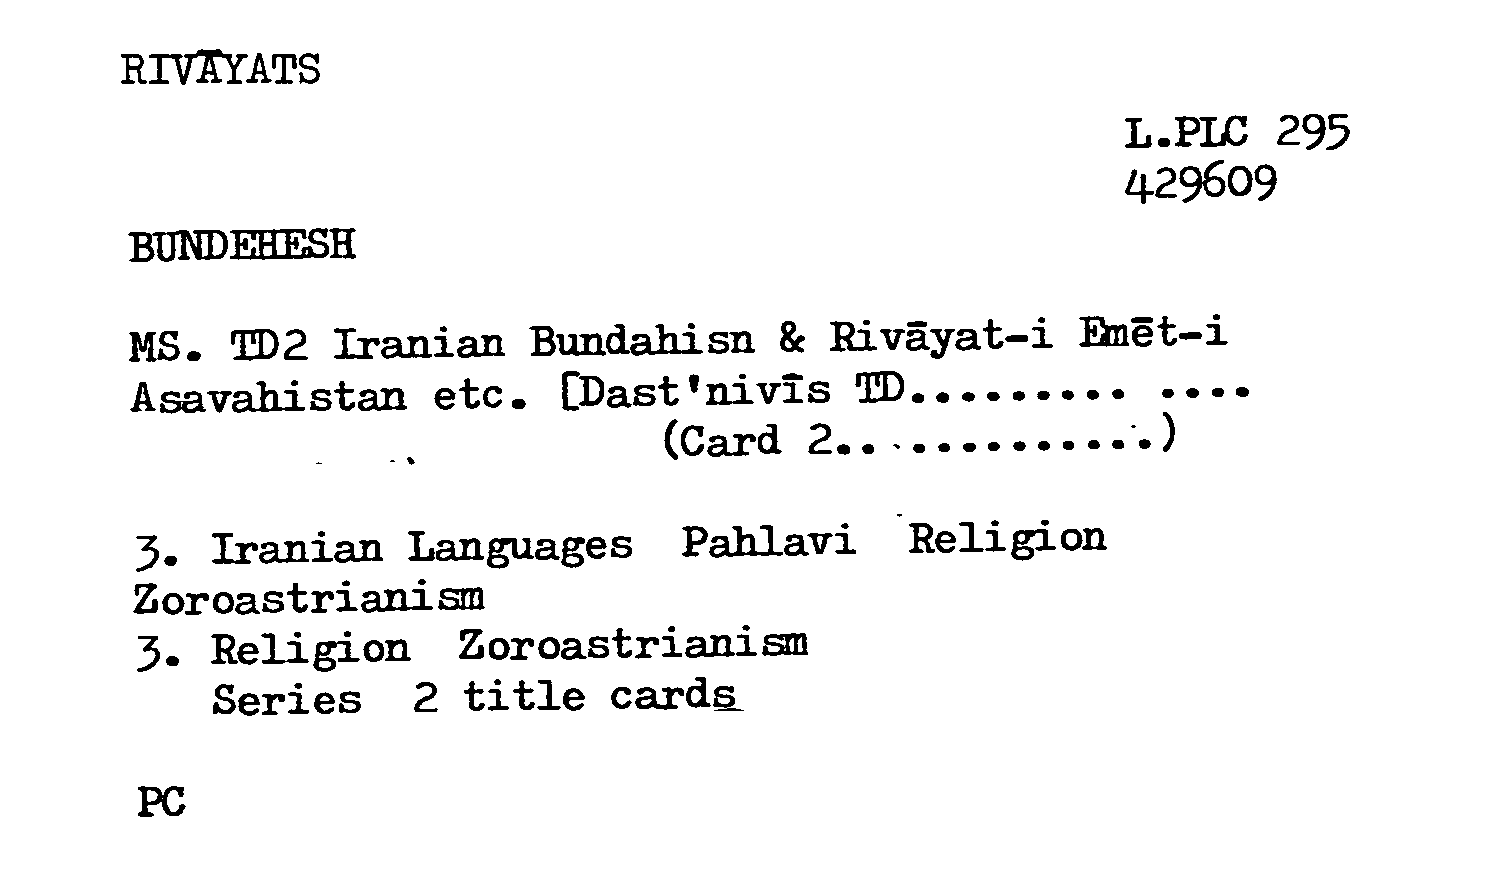 RIVĀYATS
L.PLC 295
429609
BUNDEHESH
MS. TD2 Iranian Bundahisn & Rivāyat-i Emēt-i
Asavahistan etc. [Dast'nivīs TD......... ....
(Card 2.............)
3. Iranian Languages Pahlavi Religion
Zoroastrianism
3. Religion Zoroastrianism
Series 2 title cards
PC